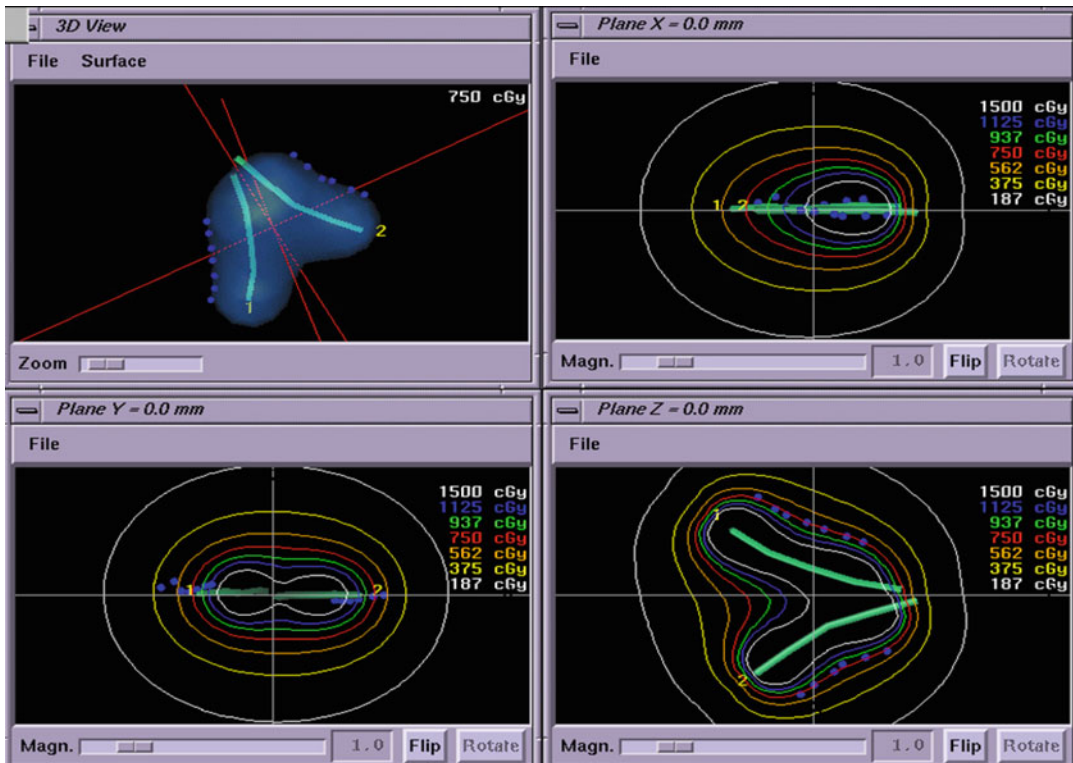 3D View
File Surface
750 cGy
1
2
Zoom
Plane X = 0.0 mm
File
1500 cGy
1125 cGy
937 cGy
750 cGy
562 cGy
375 cGy
187 cGy
1 2
Magn. 1.0 Flip Rotate
Plane Y = 0.0 mm
File
1500 cGy
1125 cGy
937 cGy
750 cGy
562 cGy
375 cGy
187 cGy
1 2
Magn. 1.0 Flip Rotate
Plane Z = 0.0 mm
File
1500 cGy
1125 cGy
937 cGy
750 cGy
562 cGy
375 cGy
187 cGy
1
2
Magn. 1.0 Flip Rotate